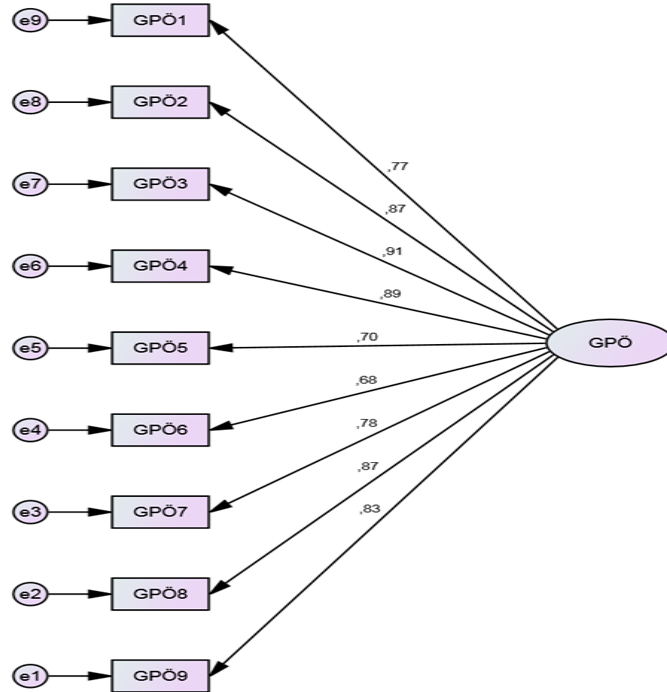 e9 GPÖ1
e8 GPÖ2
,77
e7 GPÖ3
,87
,91
e6 GPÖ4
,89
e5 GPÖ5
,70
GPÖ
e4 GPÖ6
,68
,78
e3 GPÖ7
,87
,83
e2 GPÖ8
e1 GPÖ9